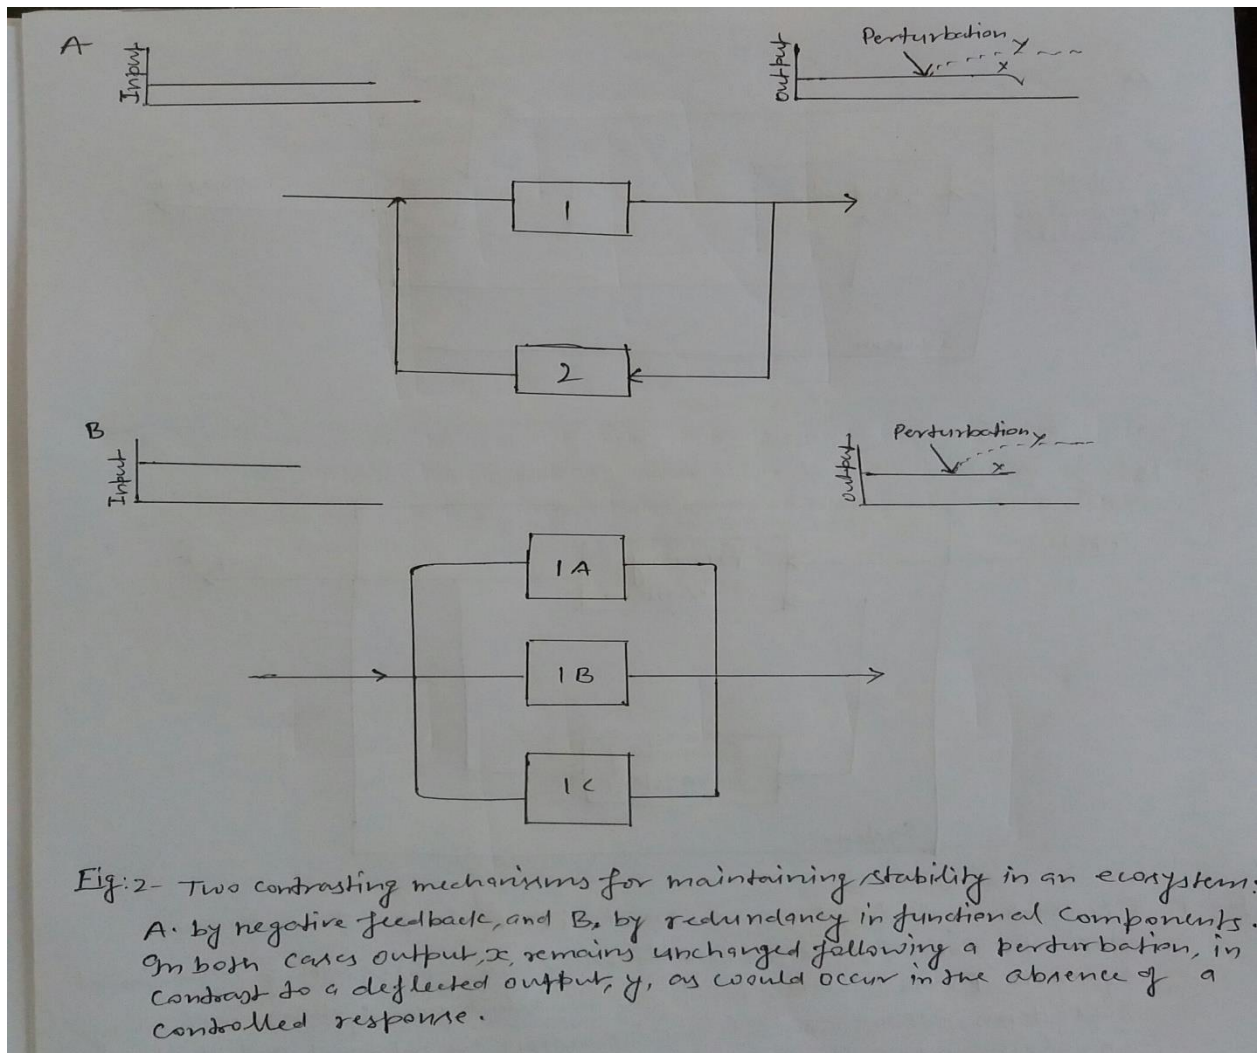 A
Input
Output
Perturbation
y
x
1
2
B
Input
Output
Perturbation
y
x
1A
1B
1C
Fig:2- Two contrasting mechanisms for maintaining stability in an ecosystem:
A. by negative feedback, and B. by redundancy in functional components.
In both cases output, x, remains unchanged following a perturbation, in
contrast to a deflected output, y, as would occur in the absence of a
controlled response.